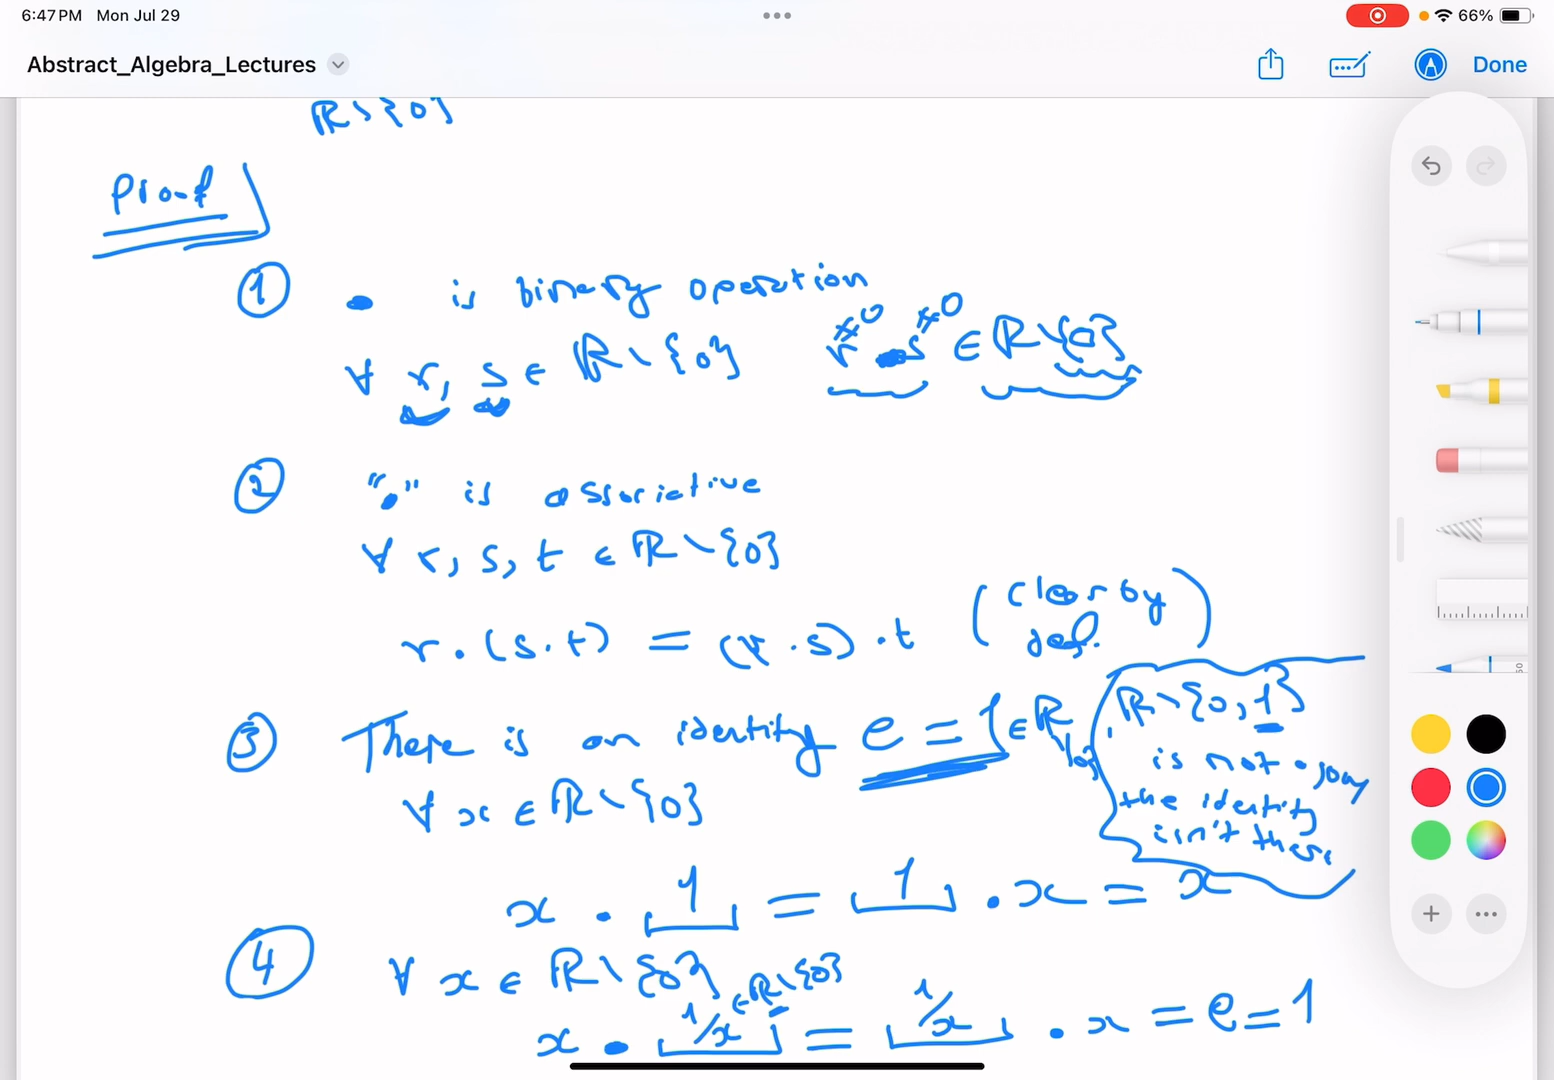 6:47 PM Mon Jul 29
66%
Abstract_Algebra_Lectures
Done
ℝ∖{0}
Proof
① • is binary operation
∀ r, s ∈ ℝ∖{0} r^{≠0} • s^{≠0} ∈ ℝ∖{0}
② "•" is associative
∀ r, s, t ∈ ℝ∖{0}
r · (s · t) = (r · s) · t (clear by def.)
③ There is an identity e = 1 ∈ ℝ∖{0}
∀ x ∈ ℝ∖{0}
ℝ∖{0, 1}
is not a
the identity
isn't there
x · 1 = 1 · x = x
④ ∀ x ∈ ℝ∖{0}
∈ ℝ∖{0}
x • 1/x = 1/x • x = e = 1
50